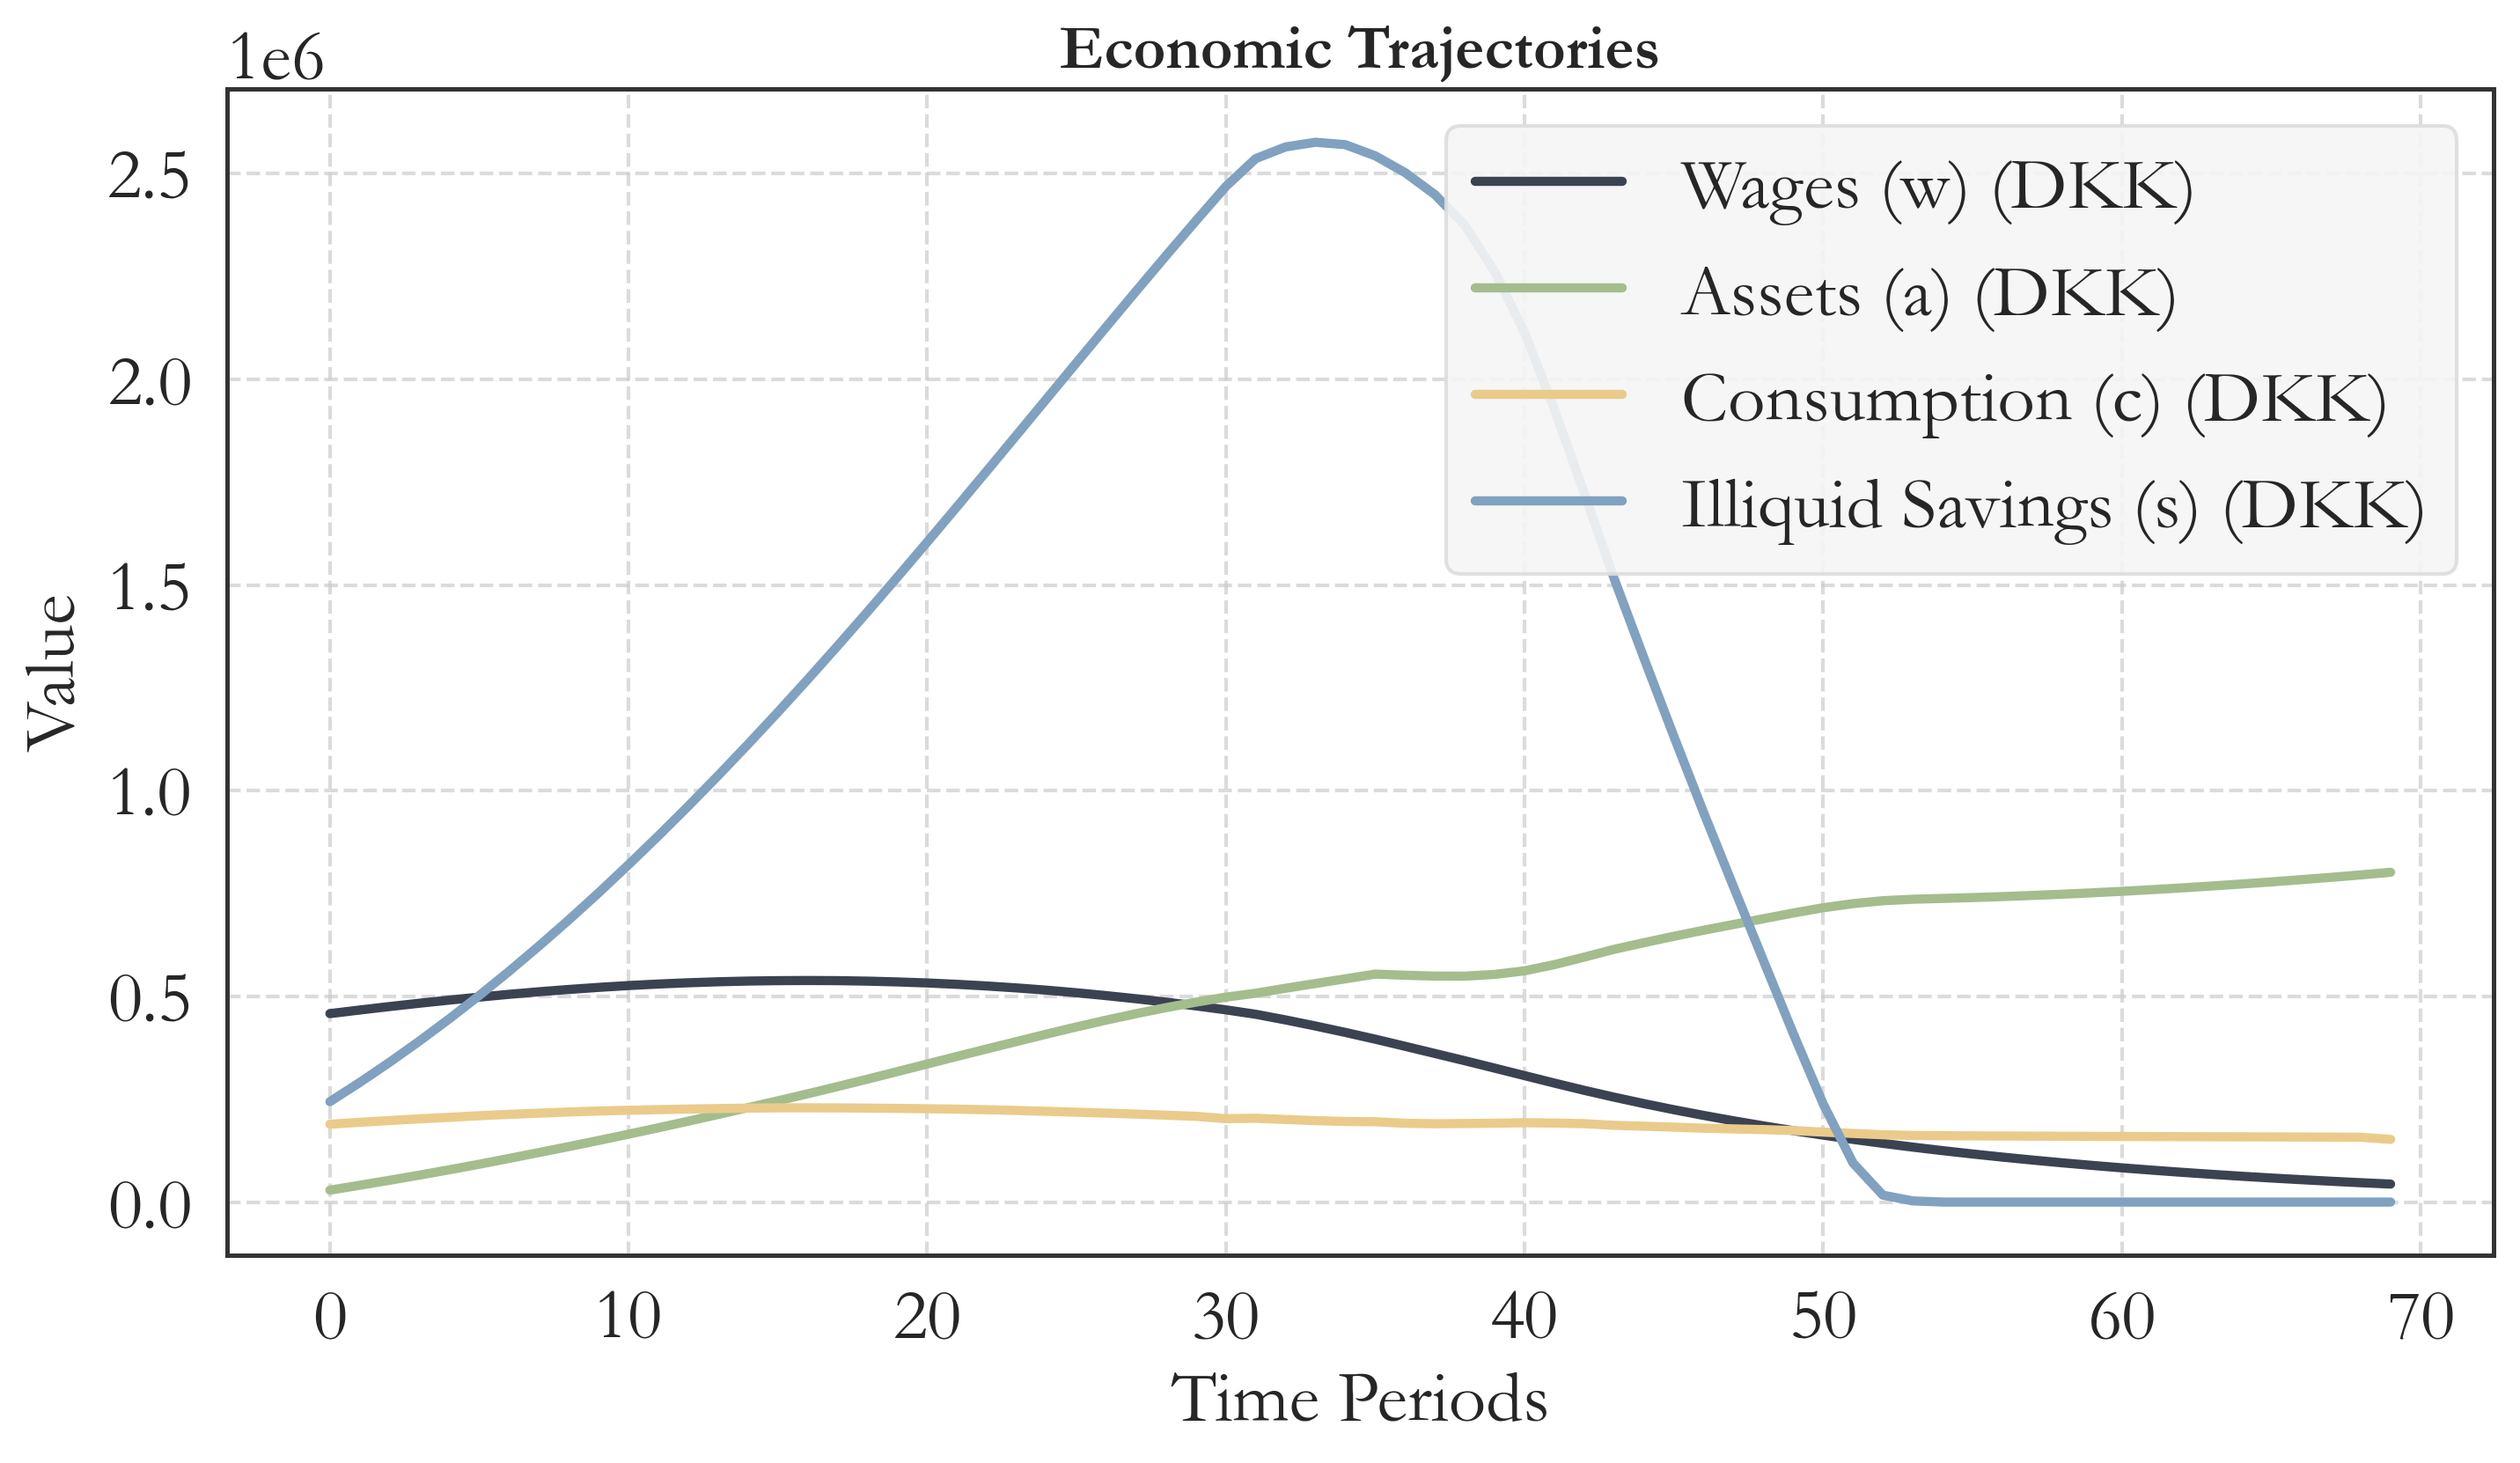 Economic Trajectories
1e6
2.5
2.0
1.5
1.0
0.5
0.0
Value
Wages (w) (DKK)
Assets (a) (DKK)
Consumption (c) (DKK)
Illiquid Savings (s) (DKK)
0 10 20 30 40 50 60 70
Time Periods